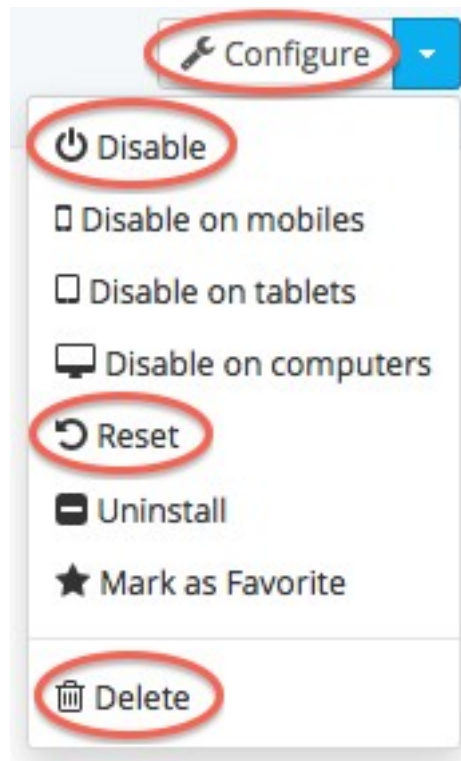 Configure
Disable
Disable on mobiles
Disable on tablets
Disable on computers
Reset
Uninstall
Mark as Favorite
Delete